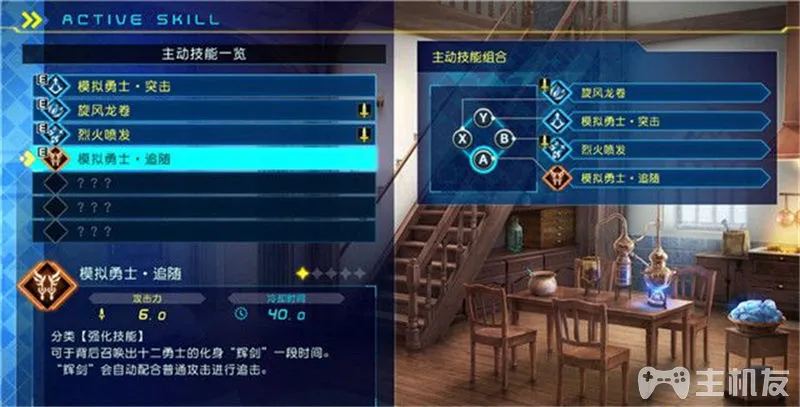 ACTIVE SKILL
主动技能一览
E 模拟勇士·突击
E 旋风龙卷
E 烈火喷发
E 模拟勇士·追随
？？？
？？？
？？？
模拟勇士·追随
攻击力
冷却时间
6.0
40.0
分类【强化技能】
可于背后召唤出十二勇士的化身“辉剑”一段时间。
“辉剑”会自动配合普通攻击进行追击。
主动技能组合
Y
X
B
A
旋风龙卷
模拟勇士·突击
烈火喷发
模拟勇士·追随
主机友